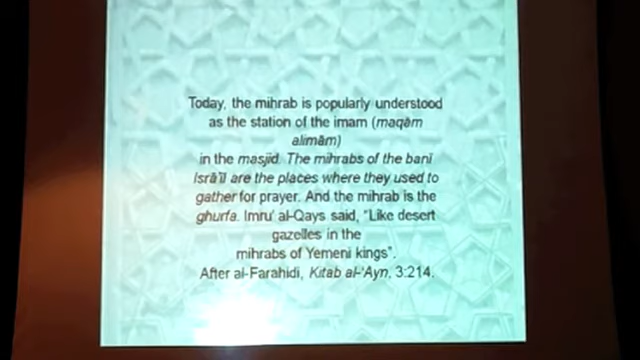 Today, the mihrab is popularly understood
as the station of the imam (maqām
alimām)
in the masjid. The mihrabs of the banī
Isrā'īl are the places where they used to
gather for prayer. And the mihrab is the
ghurfa. Imru' al-Qays said, "Like desert
gazelles in the
mihrabs of Yemeni kings".
After al-Farahidi, Kitab al-'Ayn, 3:214.